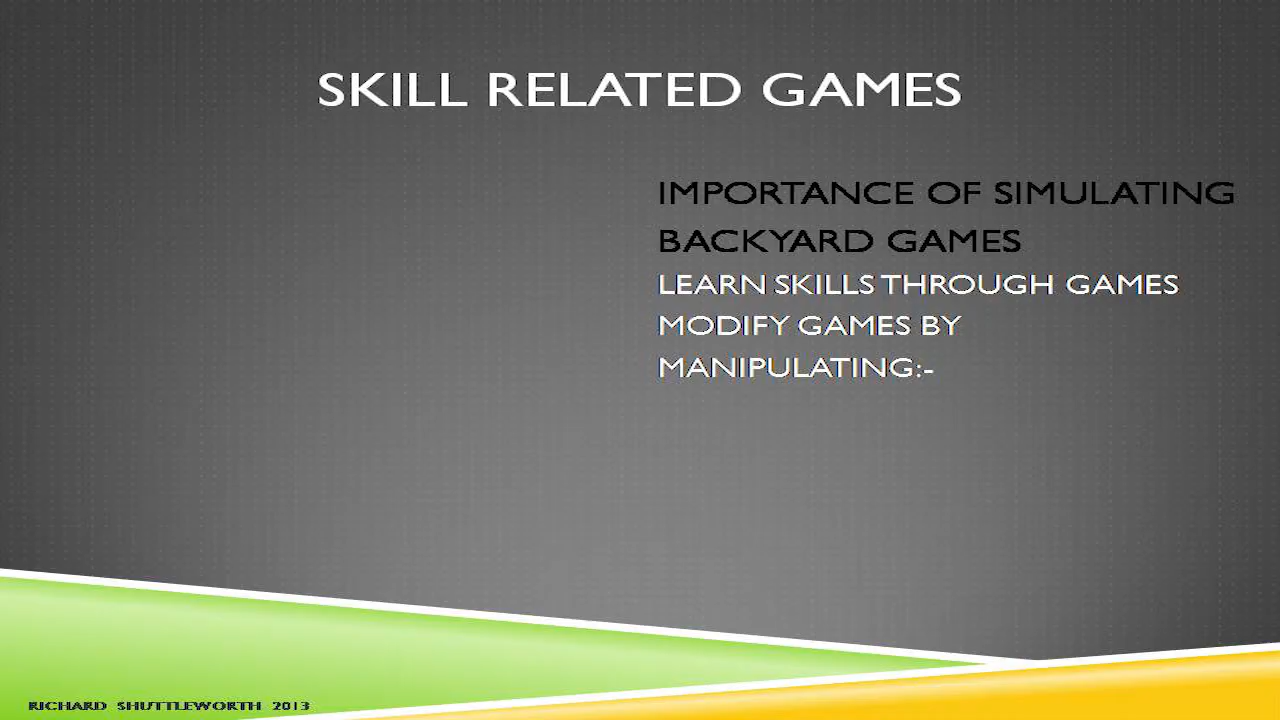 SKILL RELATED GAMES
IMPORTANCE OF SIMULATING
BACKYARD GAMES
LEARN SKILLS THROUGH GAMES
MODIFY GAMES BY
MANIPULATING:-
RICHARD SHUTTLEWORTH 2013